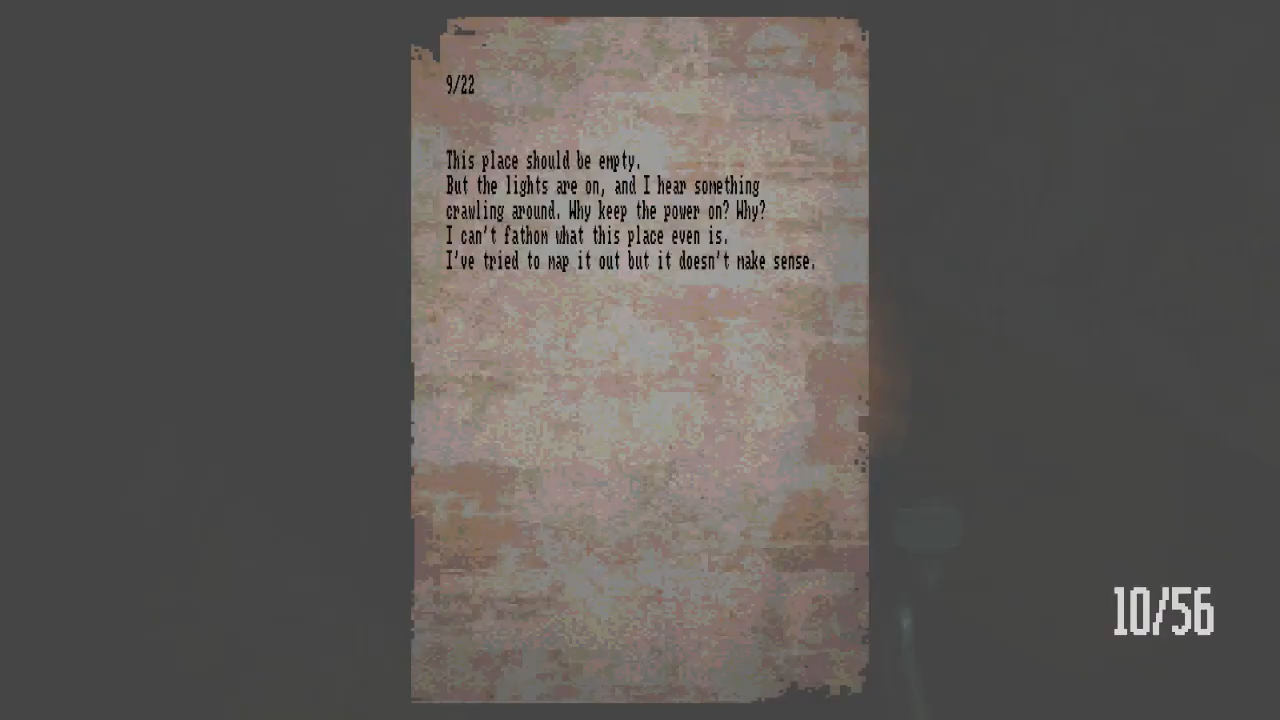 9/22
This place should be empty.
But the lights are on, and I hear something
crawling around. Why keep the power on? Why?
I can't fathom what this place even is.
I've tried to map it out but it doesn't make sense.
10/56